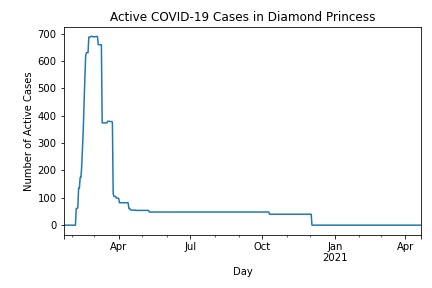 Active COVID-19 Cases in Diamond Princess
Number of Active Cases
700
600
500
400
300
200
100
0
Apr
Jul
Oct
Jan
2021
Apr
Day